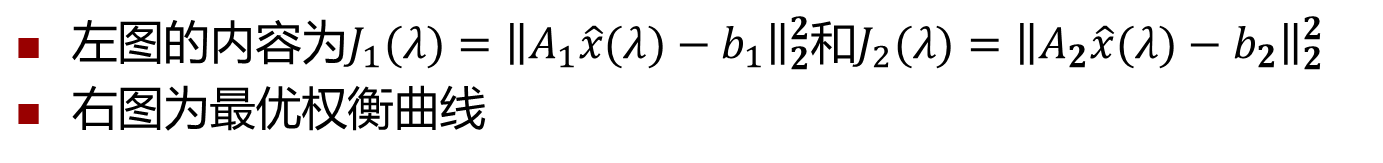 ▪ 左图的内容为J₁(λ) = ‖A₁x̂(λ) − b₁‖₂²和J₂(λ) = ‖A₂x̂(λ) − b₂‖₂²
▪ 右图为最优权衡曲线